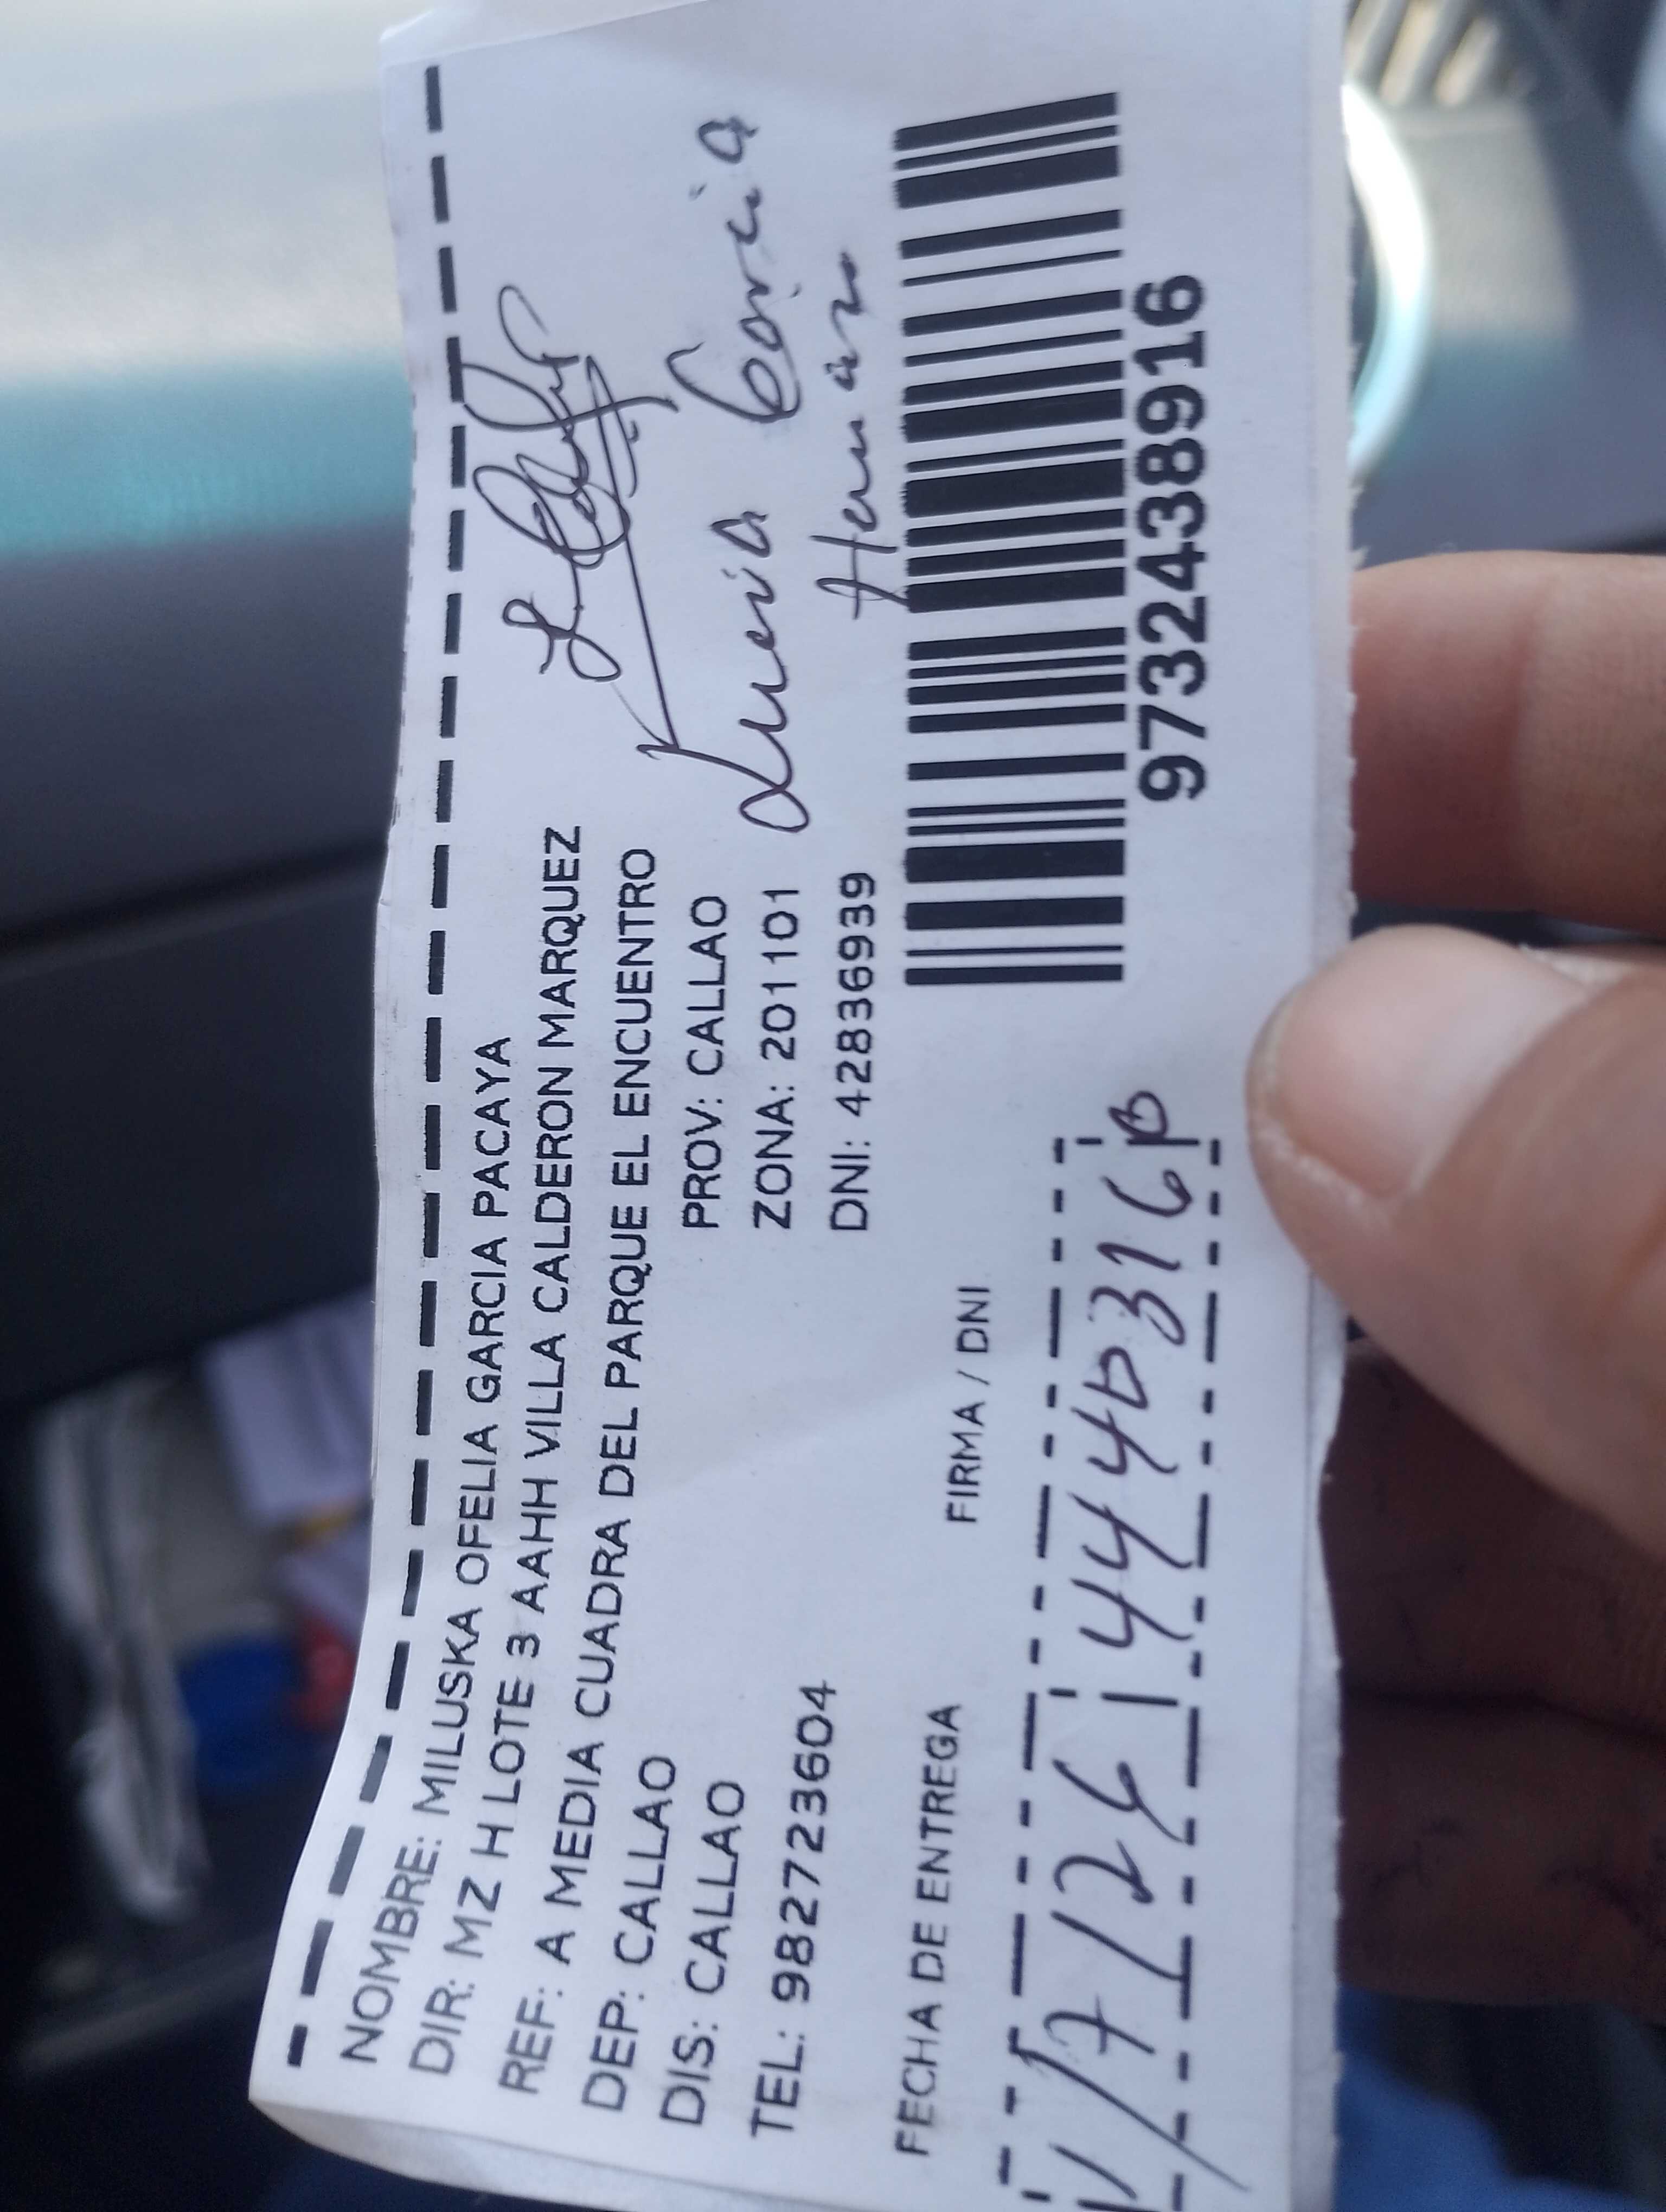 NOMBRE: MILUSKA OFELIA GARCIA PACAYA
DIR: MZ H LOTE 3 AAHH VILLA CALDERON MARQUEZ
REF: A MEDIA CUADRA DEL PARQUE EL ENCUENTRO
DEP: CALLAO PROV: CALLAO
DIS: CALLAO ZONA: 201101
TEL: 982723604 DNI: 42836939
Garcia
FECHA DE ENTREGA FIRMA / DNI
9732438916